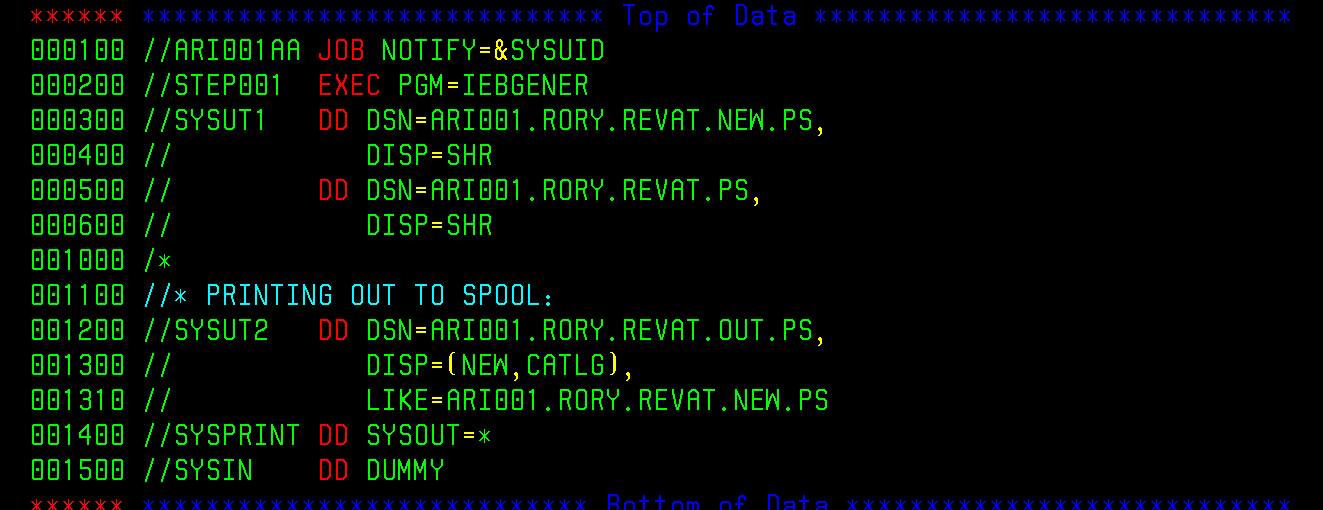 ****** ***************************** Top of Data ******************************
000100 //ARI001AA JOB NOTIFY=&SYSUID
000200 //STEP001  EXEC PGM=IEBGENER
000300 //SYSUT1   DD DSN=ARI001.RORY.REVAT.NEW.PS,
000400 //            DISP=SHR
000500 //         DD DSN=ARI001.RORY.REVAT.PS,
000600 //            DISP=SHR
001000 /*
001100 //* PRINTING OUT TO SPOOL:
001200 //SYSUT2   DD DSN=ARI001.RORY.REVAT.OUT.PS,
001300 //            DISP=(NEW,CATLG),
001310 //            LIKE=ARI001.RORY.REVAT.NEW.PS
001400 //SYSPRINT DD SYSOUT=*
001500 //SYSIN    DD DUMMY
****** **************************** Bottom of Data ****************************